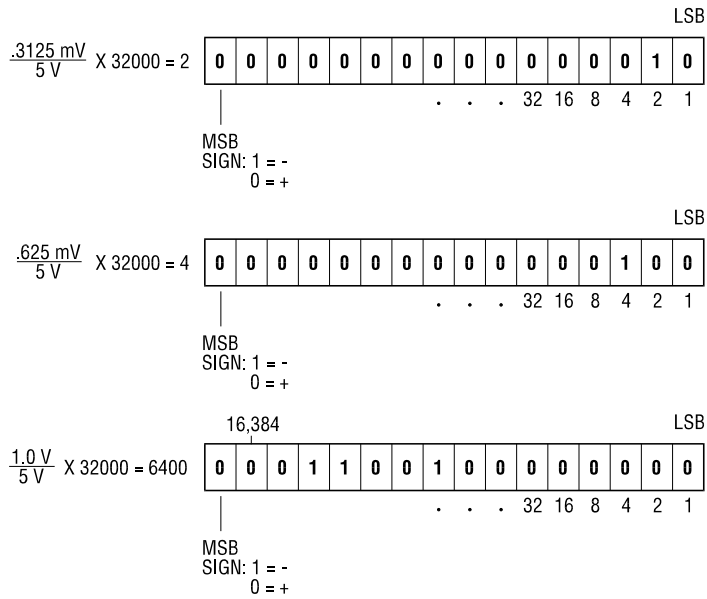 LSB
.3125 mV
5 V
X 32000 = 2
0 0 0 0 0 0 0 0 0 0 0 0 0 0 1 0
. . . 32 16 8 4 2 1
MSB
SIGN: 1 = -
0 = +
LSB
.625 mV
5 V
X 32000 = 4
0 0 0 0 0 0 0 0 0 0 0 0 0 1 0 0
. . . 32 16 8 4 2 1
MSB
SIGN: 1 = -
0 = +
16,384
LSB
1.0 V
5 V
X 32000 = 6400
0 0 0 1 1 0 0 1 0 0 0 0 0 0 0 0
. . . 32 16 8 4 2 1
MSB
SIGN: 1 = -
0 = +